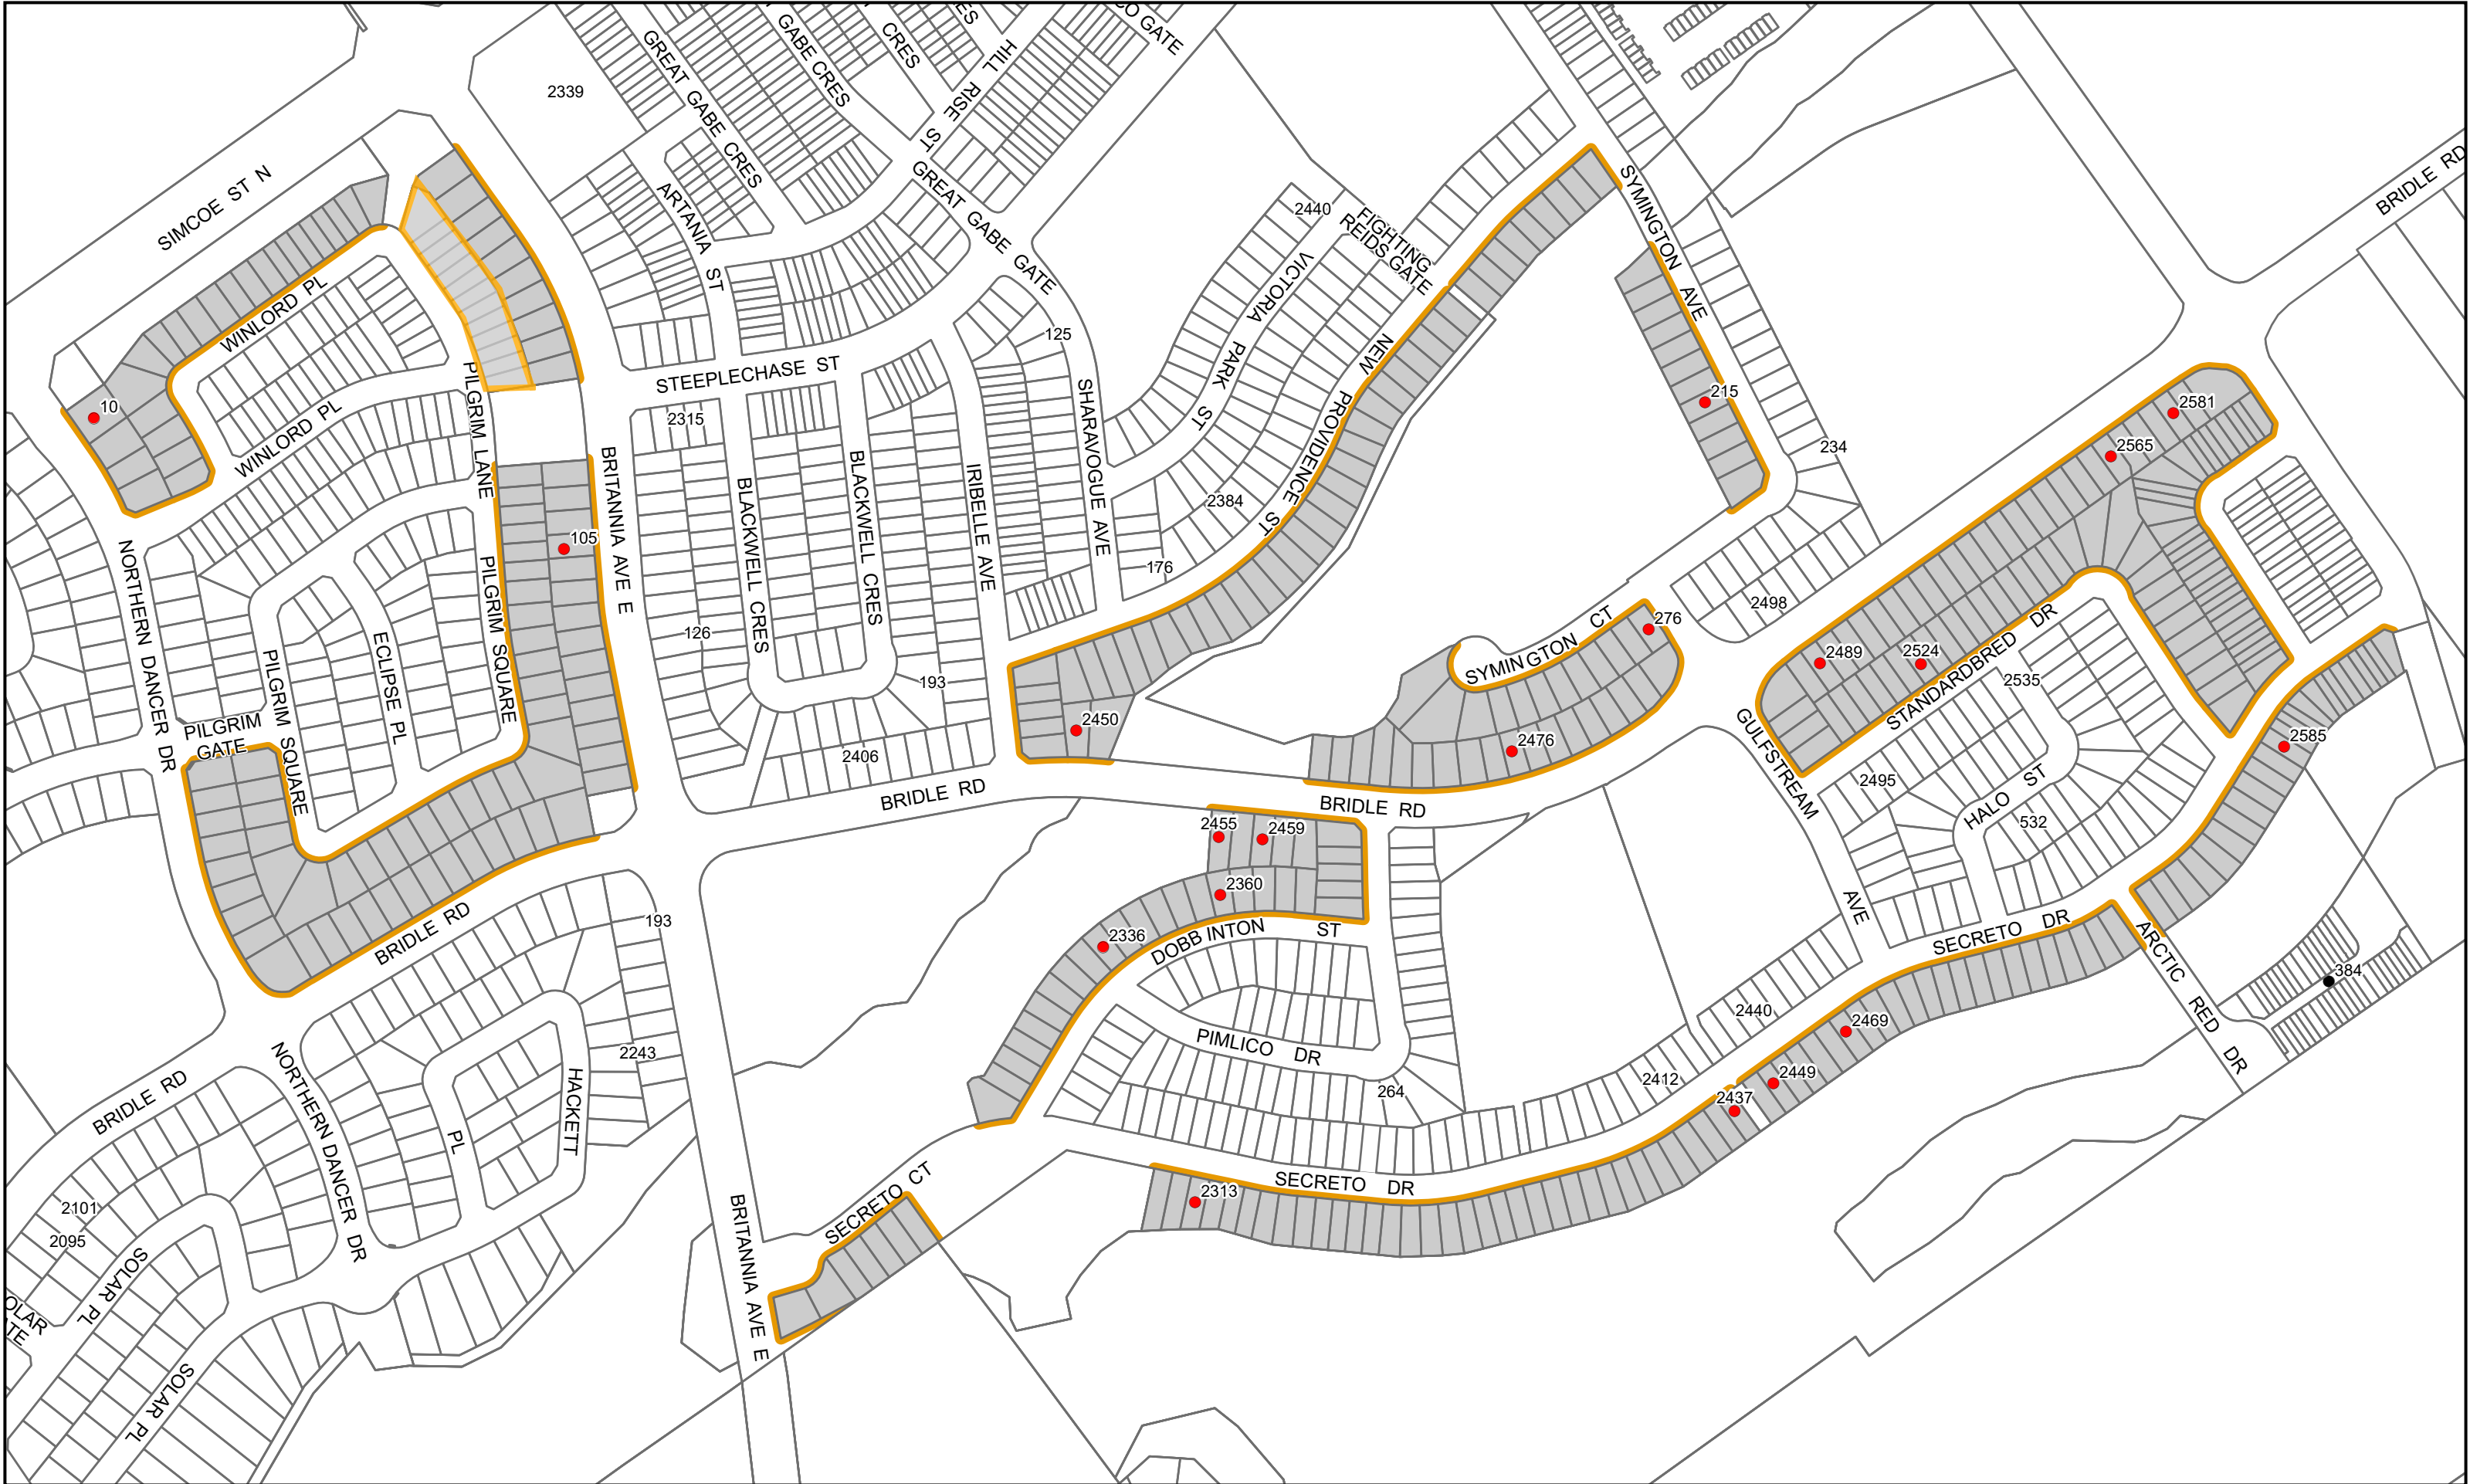 GREAT GABE CRES
GABE CRES
CRES
ES
HILL RISE ST
CO GATE
2339
SIMCOE ST N
ARTANIA ST
GREAT GABE GATE
2440
FIGHTING
REIDS GATE
SYMINGTON AVE
BRIDLE RD
WINLORD PL
VICTORIA PARK ST
125
STEEPLECHASE ST
NEW PROVIDENCE ST
10
WINLORD PL
PILGRIM LANE
2315
SHARAVOGUE AVE
215
2581
234
2565
BRITANNIA AVE E
BLACKWELL CRES
BLACKWELL CRES
IRIBELLE AVE
2384
105
NORTHERN DANCER DR
PILGRIM SQUARE
176
2498
276
126
ECLIPSE PL
PILGRIM SQUARE
SYMINGTON CT
2489
2524
STANDARDBRED DR
193
2535
PILGRIM
GATE
2450
2476
GULFSTREAM AVE
2585
2406
2495
BRIDLE RD
BRIDLE RD
HALO ST
2455
2459
532
2360
BRIDLE RD
193
2336
DOBBINTON ST
SECRETO DR
ARCTIC RED DR
384
2440
2469
PIMLICO DR
2243
NORTHERN DANCER DR
HACKETT PL
BRIDLE RD
264
2412
2449
2437
2101
2095
SECRETO CT
2313
SECRETO DR
BRITANNIA AVE E
SOLAR PL
OLAR
TE
SOLAR PL